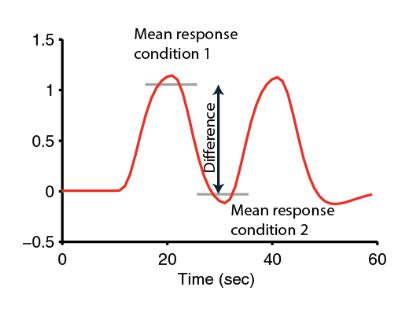 Mean response
condition 1
1.5
1
0.5
0
−0.5
Difference
Mean response
condition 2
0
20
40
60
Time (sec)